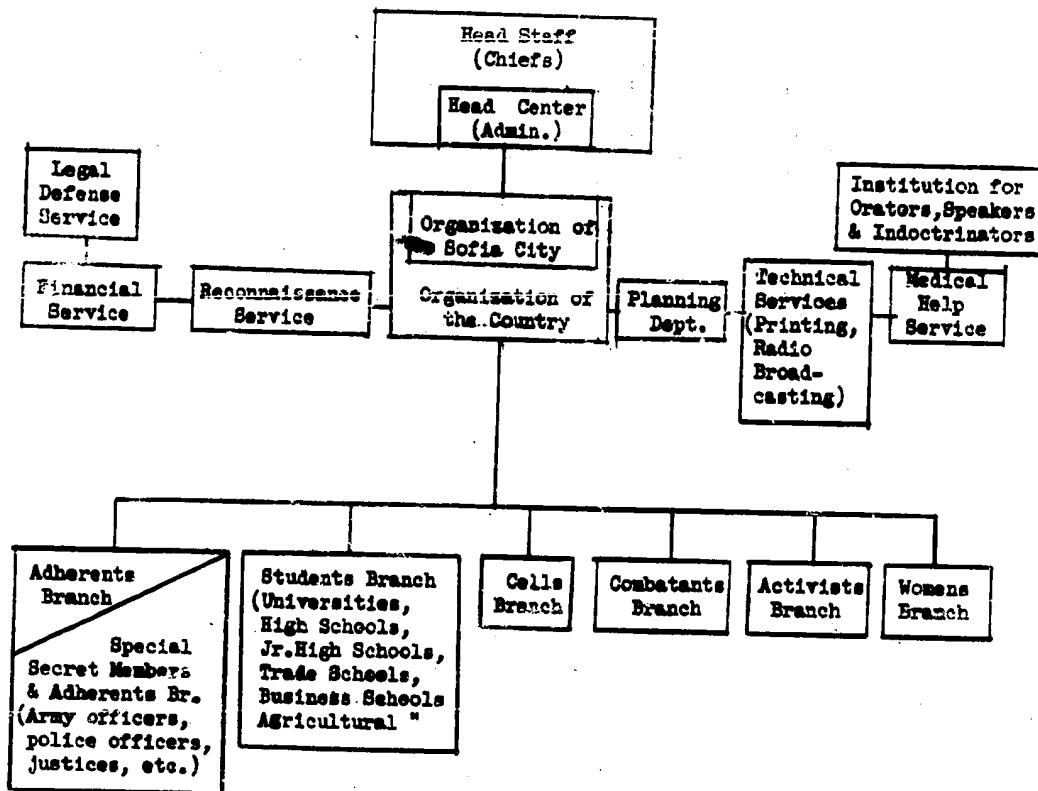 Head Staff
(Chiefs)
Head Center
(Admin.)
Legal
Defense
Service
Institution for
Orators, Speakers
& Indoctrinators
Organization of
Sofia City
Financial
Service
Reconnaissance
Service
Organization of
the Country
Planning
Dept.
Technical
Services
(Printing,
Radio
Broad-
casting)
Medical
Help
Service
Adherents
Branch
Special
Secret Members
& Adherents Br.
(Army officers,
police officers,
justices, etc.)
Students Branch
(Universities,
High Schools,
Jr.High Schools,
Trade Schools,
Business Schools
Agricultural "
Cells
Branch
Combatants
Branch
Activists
Branch
Womens
Branch